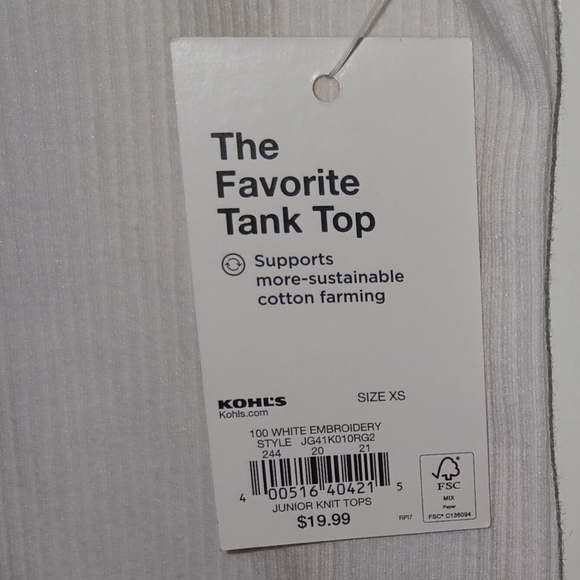 The
Favorite
Tank Top
Supports
more-sustainable
cotton farming
KOHL'S
SIZE XS
Kohls.com
100 WHITE EMBROIDERY
STYLE JG41K010RG2
244 20 21
4 00516 40421 5
JUNIOR KNIT TOPS
$19.99
RP17
FSC
MIX
Paper
FSC® C136094